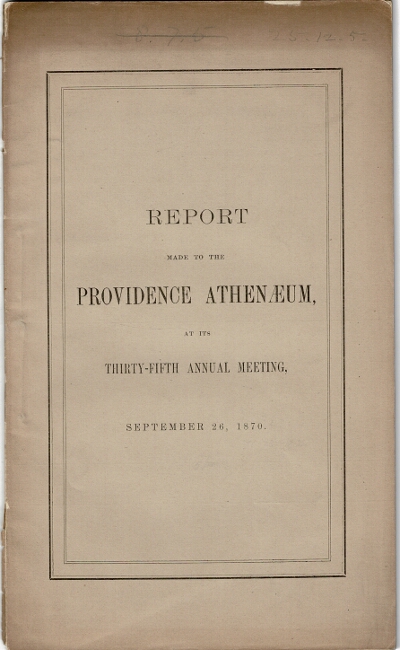 REPORT
MADE TO THE
PROVIDENCE ATHENÆUM,
AT ITS
THIRTY-FIFTH ANNUAL MEETING,
SEPTEMBER 26, 1870.